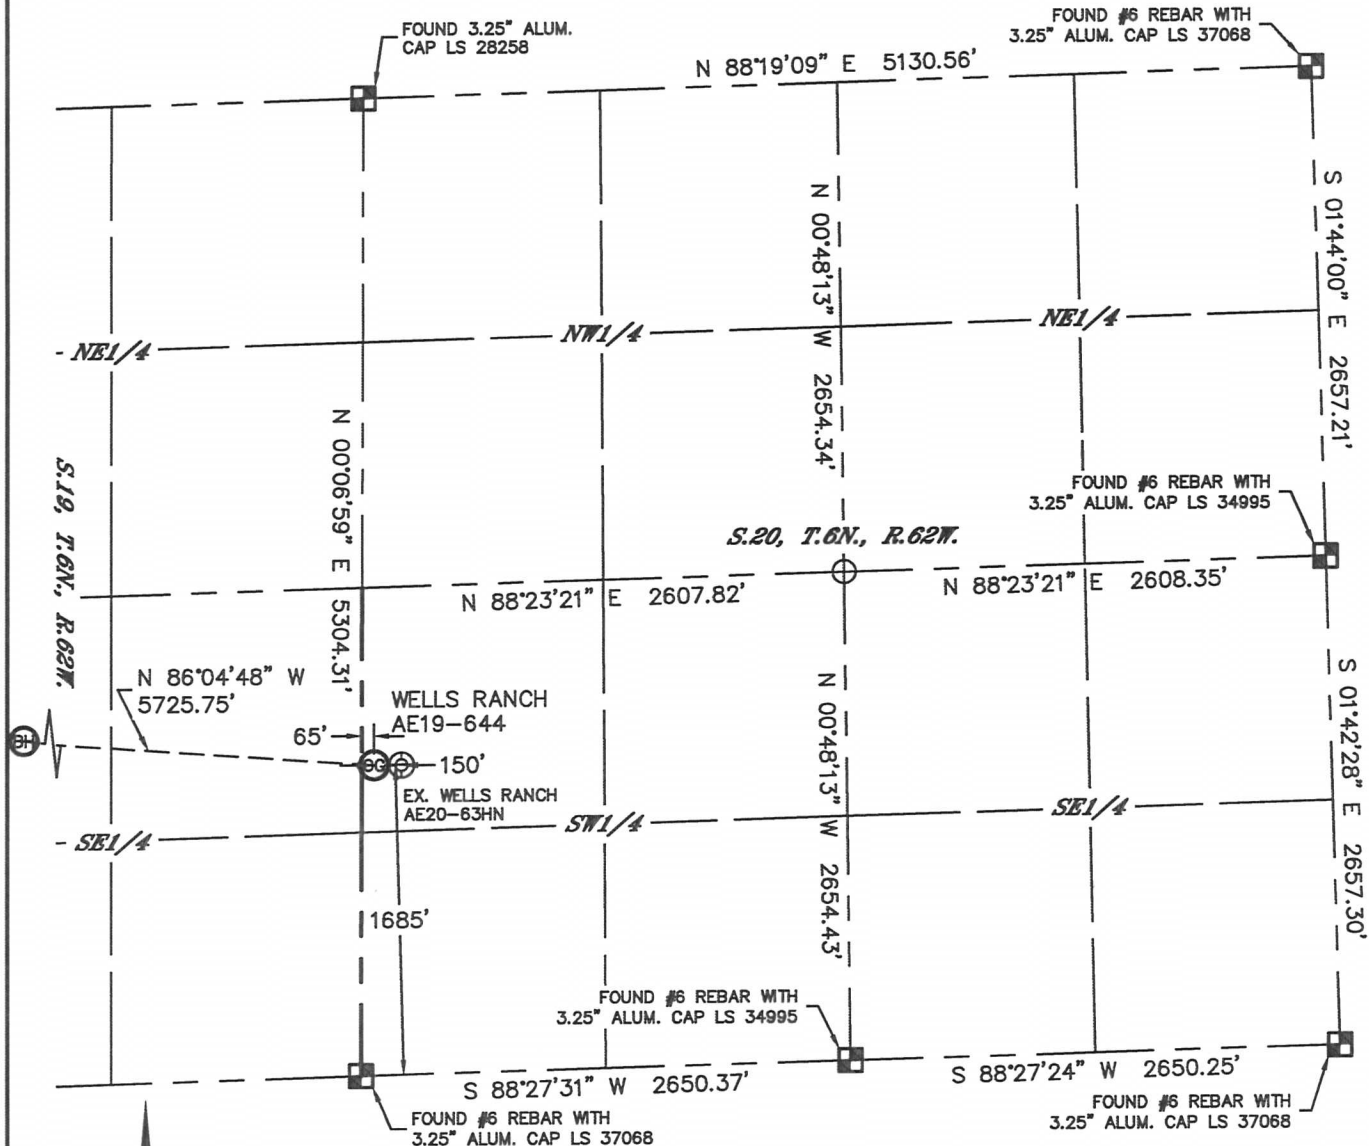 FOUND 3.25" ALUM.
CAP LS 28258
FOUND #6 REBAR WITH
3.25" ALUM. CAP LS 37068
N 88°19'09" E 5130.56'
S 01°44'00" E 2657.21'
N 00°48'13" W 2654.34'
- NE1/4
NW1/4
NE1/4
N 00°06'59" E 5304.31'
S.19, T.6N., R.62W.
FOUND #6 REBAR WITH
3.25" ALUM. CAP LS 34995
S.20, T.6N., R.62W.
N 88°23'21" E 2607.82'
N 88°23'21" E 2608.35'
N 86°04'48" W
5725.75'
WELLS RANCH
AE19-644
65'
BH
150'
EX. WELLS RANCH
AE20-63HN
N 00°48'13" W 2654.43'
S 01°42'28" E 2657.30'
- SE1/4
SW1/4
SE1/4
1685'
FOUND #6 REBAR WITH
3.25" ALUM. CAP LS 34995
S 88°27'31" W 2650.37'
S 88°27'24" W 2650.25'
FOUND #6 REBAR WITH
3.25" ALUM. CAP LS 37068
FOUND #6 REBAR WITH
3.25" ALUM. CAP LS 37068